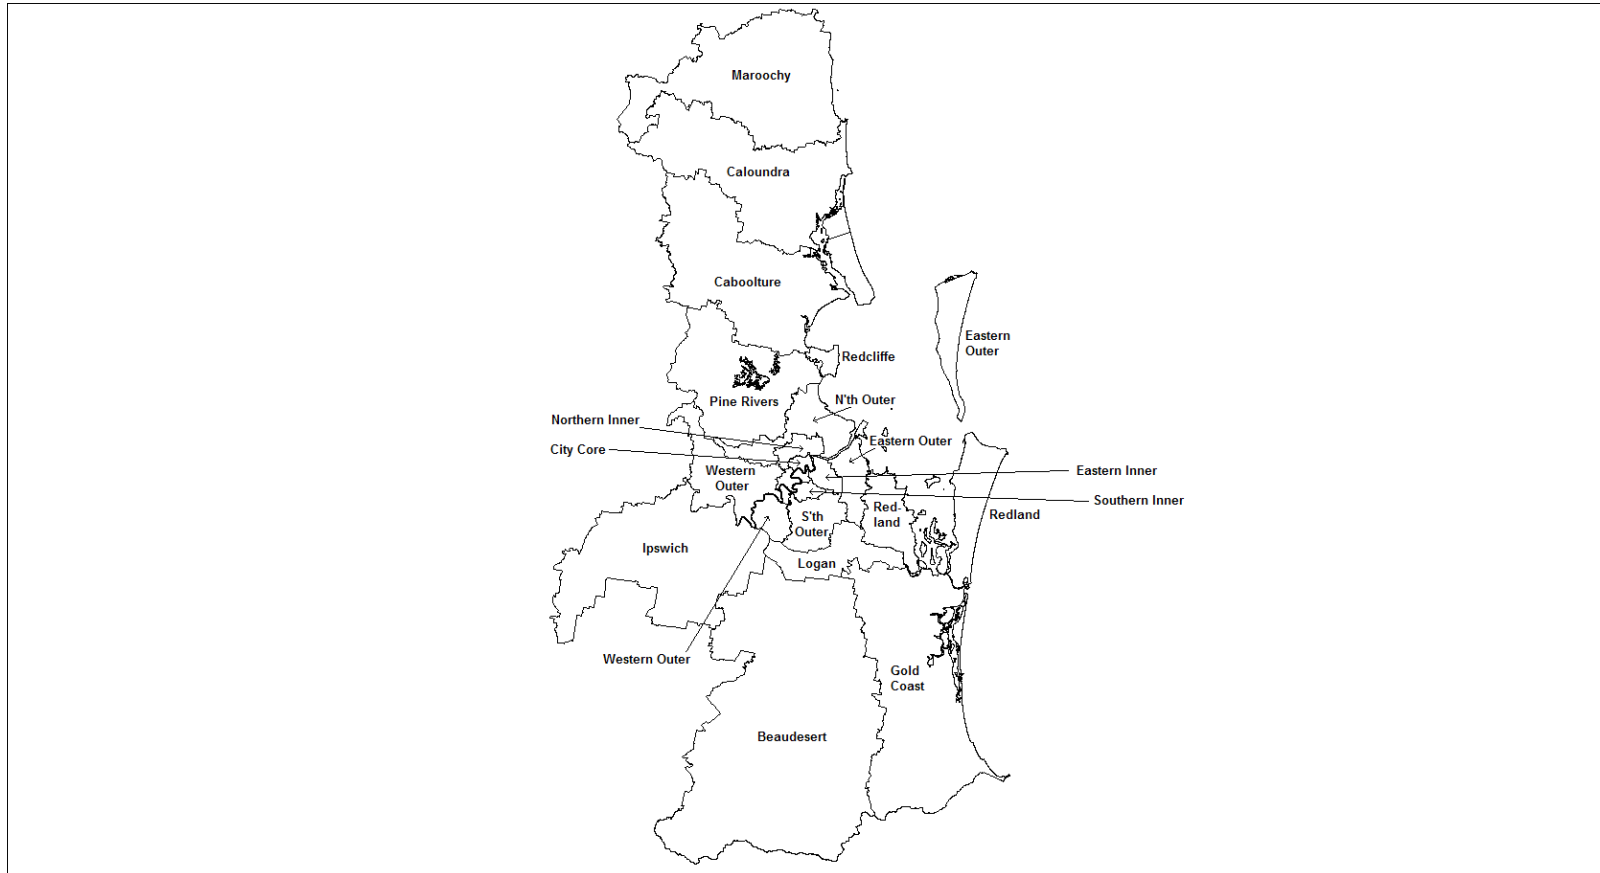 Maroochy
Caloundra
Caboolture
Eastern
Outer
Redcliffe
Pine Rivers
N'th Outer
Northern Inner
Eastern Outer
City Core
Western
Outer
Eastern Inner
Southern Inner
Red-
land
Redland
S'th
Outer
Ipswich
Logan
Western Outer
Gold
Coast
Beaudesert